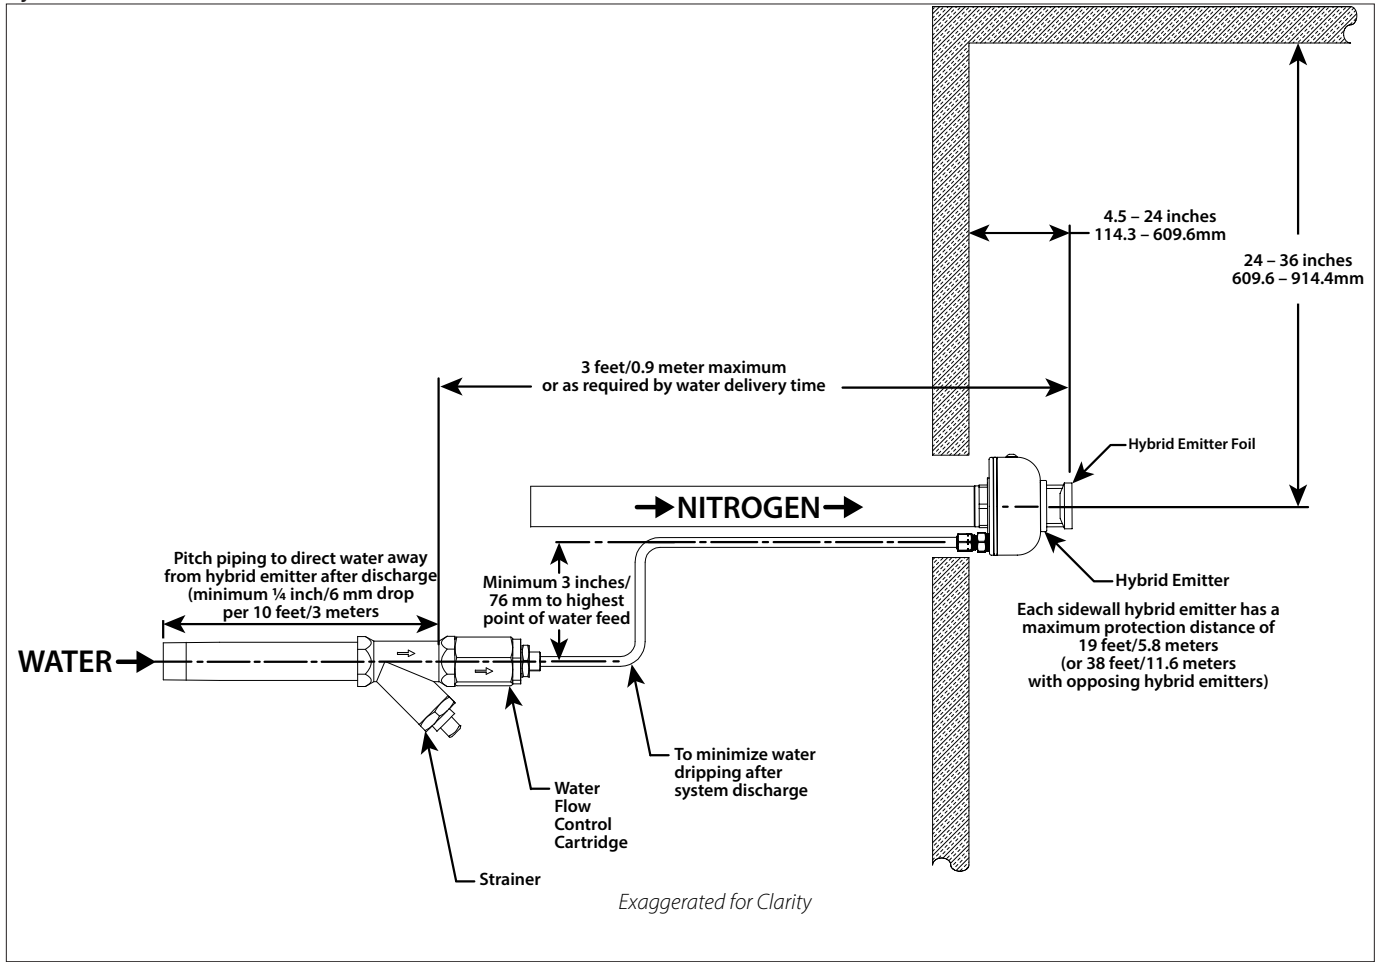 4.5 – 24 inches
114.3 – 609.6mm
24 – 36 inches
609.6 – 914.4mm
3 feet/0.9 meter maximum
or as required by water delivery time
Hybrid Emitter Foil
NITROGEN
Pitch piping to direct water away
from hybrid emitter after discharge
(minimum ¼ inch/6 mm drop
per 10 feet/3 meters
Minimum 3 inches/
76 mm to highest
point of water feed
Hybrid Emitter
Each sidewall hybrid emitter has a
maximum protection distance of
19 feet/5.8 meters
(or 38 feet/11.6 meters
with opposing hybrid emitters)
WATER
To minimize water
dripping after
system discharge
Water
Flow
Control
Cartridge
Strainer
Exaggerated for Clarity